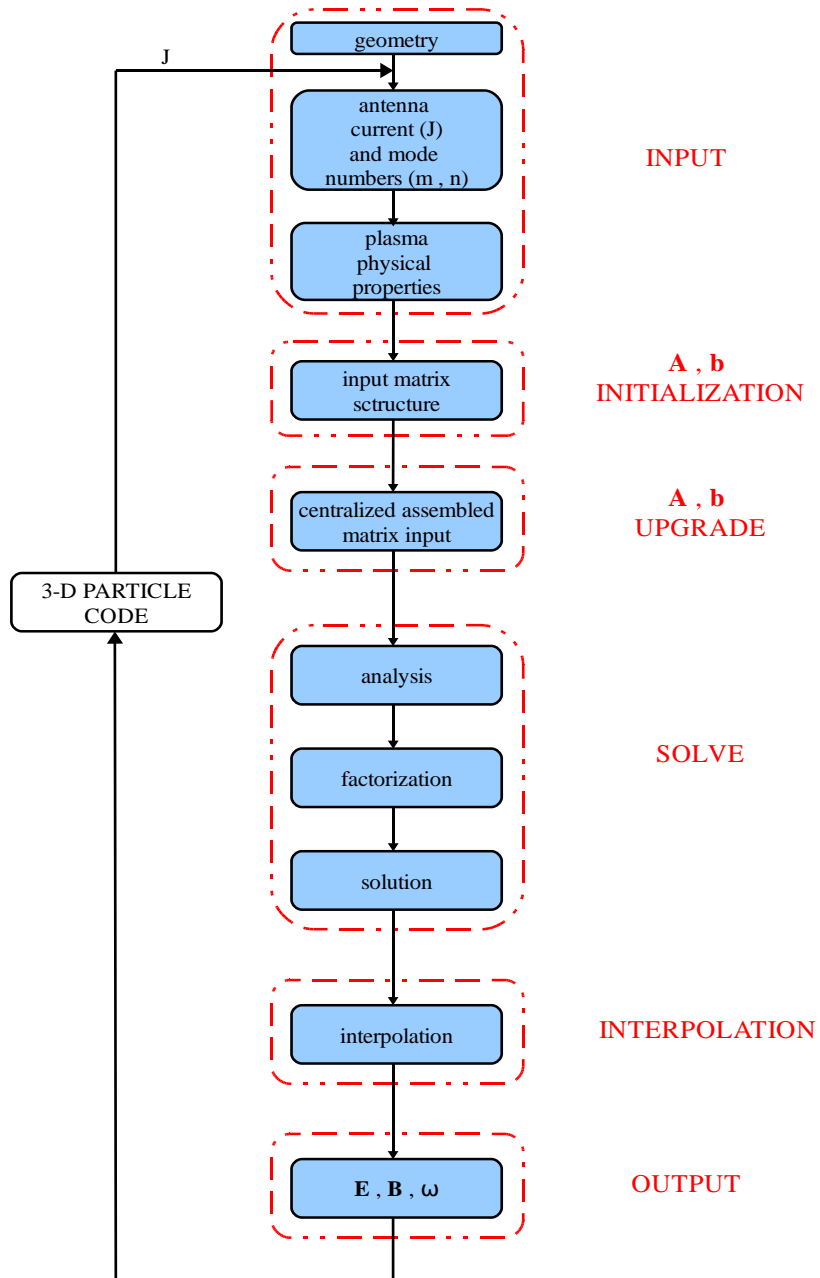 geometry
J
antenna
current (J)
and mode
numbers (m , n)
INPUT
plasma
physical
properties
input matrix
sctructure
A , b
INITIALIZATION
centralized assembled
matrix input
A , b
UPGRADE
3-D PARTICLE
CODE
analysis
factorization
SOLVE
solution
interpolation
INTERPOLATION
E , B , ω
OUTPUT